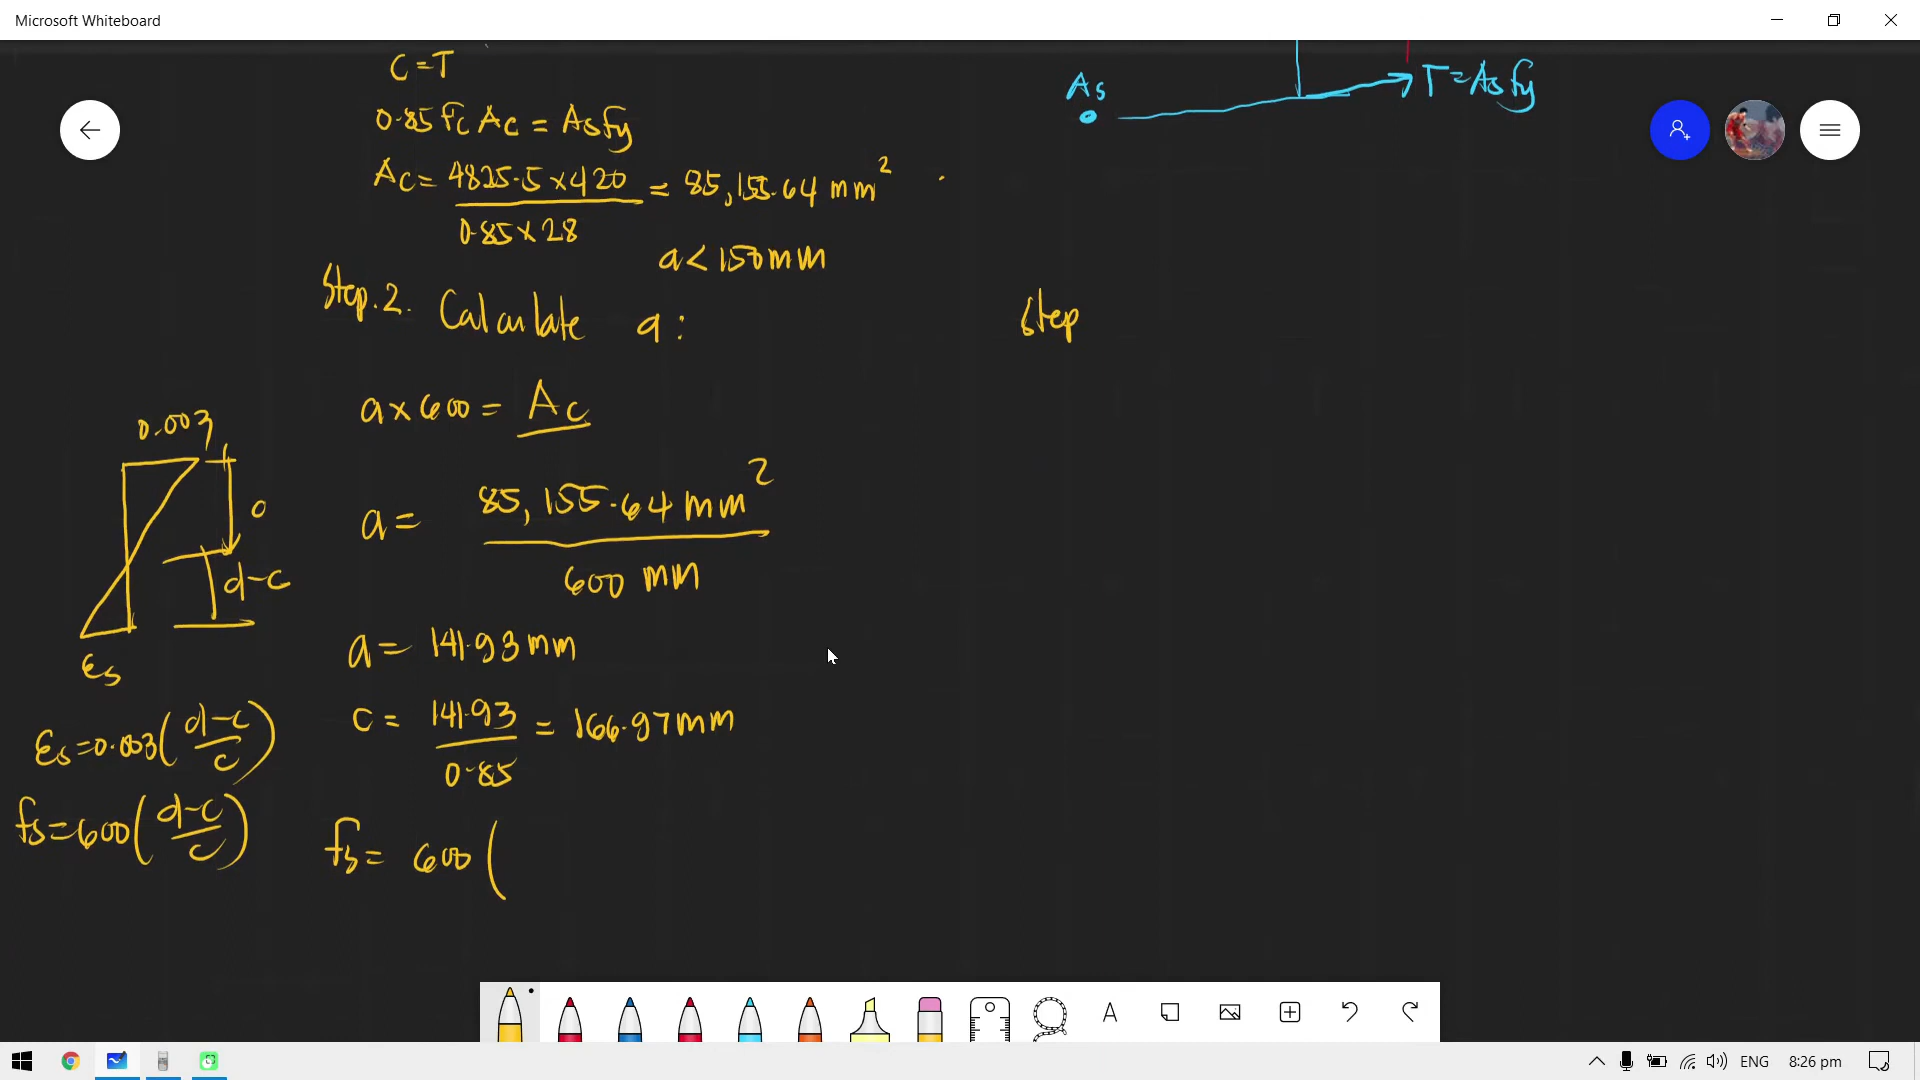 Microsoft Whiteboard
C = T
0.85 fc Ac = As fy
Ac = 4825.5 x 420 / 0.85 x 28 = 85,155.64 mm²
a < 150 mm
Step. 2. Calculate a:
a x 600 = Ac
a = 85,155.64 mm² / 600 mm
a = 141.93 mm
c = 141.93 / 0.85 = 166.97 mm
fs = 600 (
0.003
d-c
εs
εs = 0.003 (d-c / c)
fs = 600 (d-c / c)
As
T = As fy
Step
A
ENG
8:26 pm